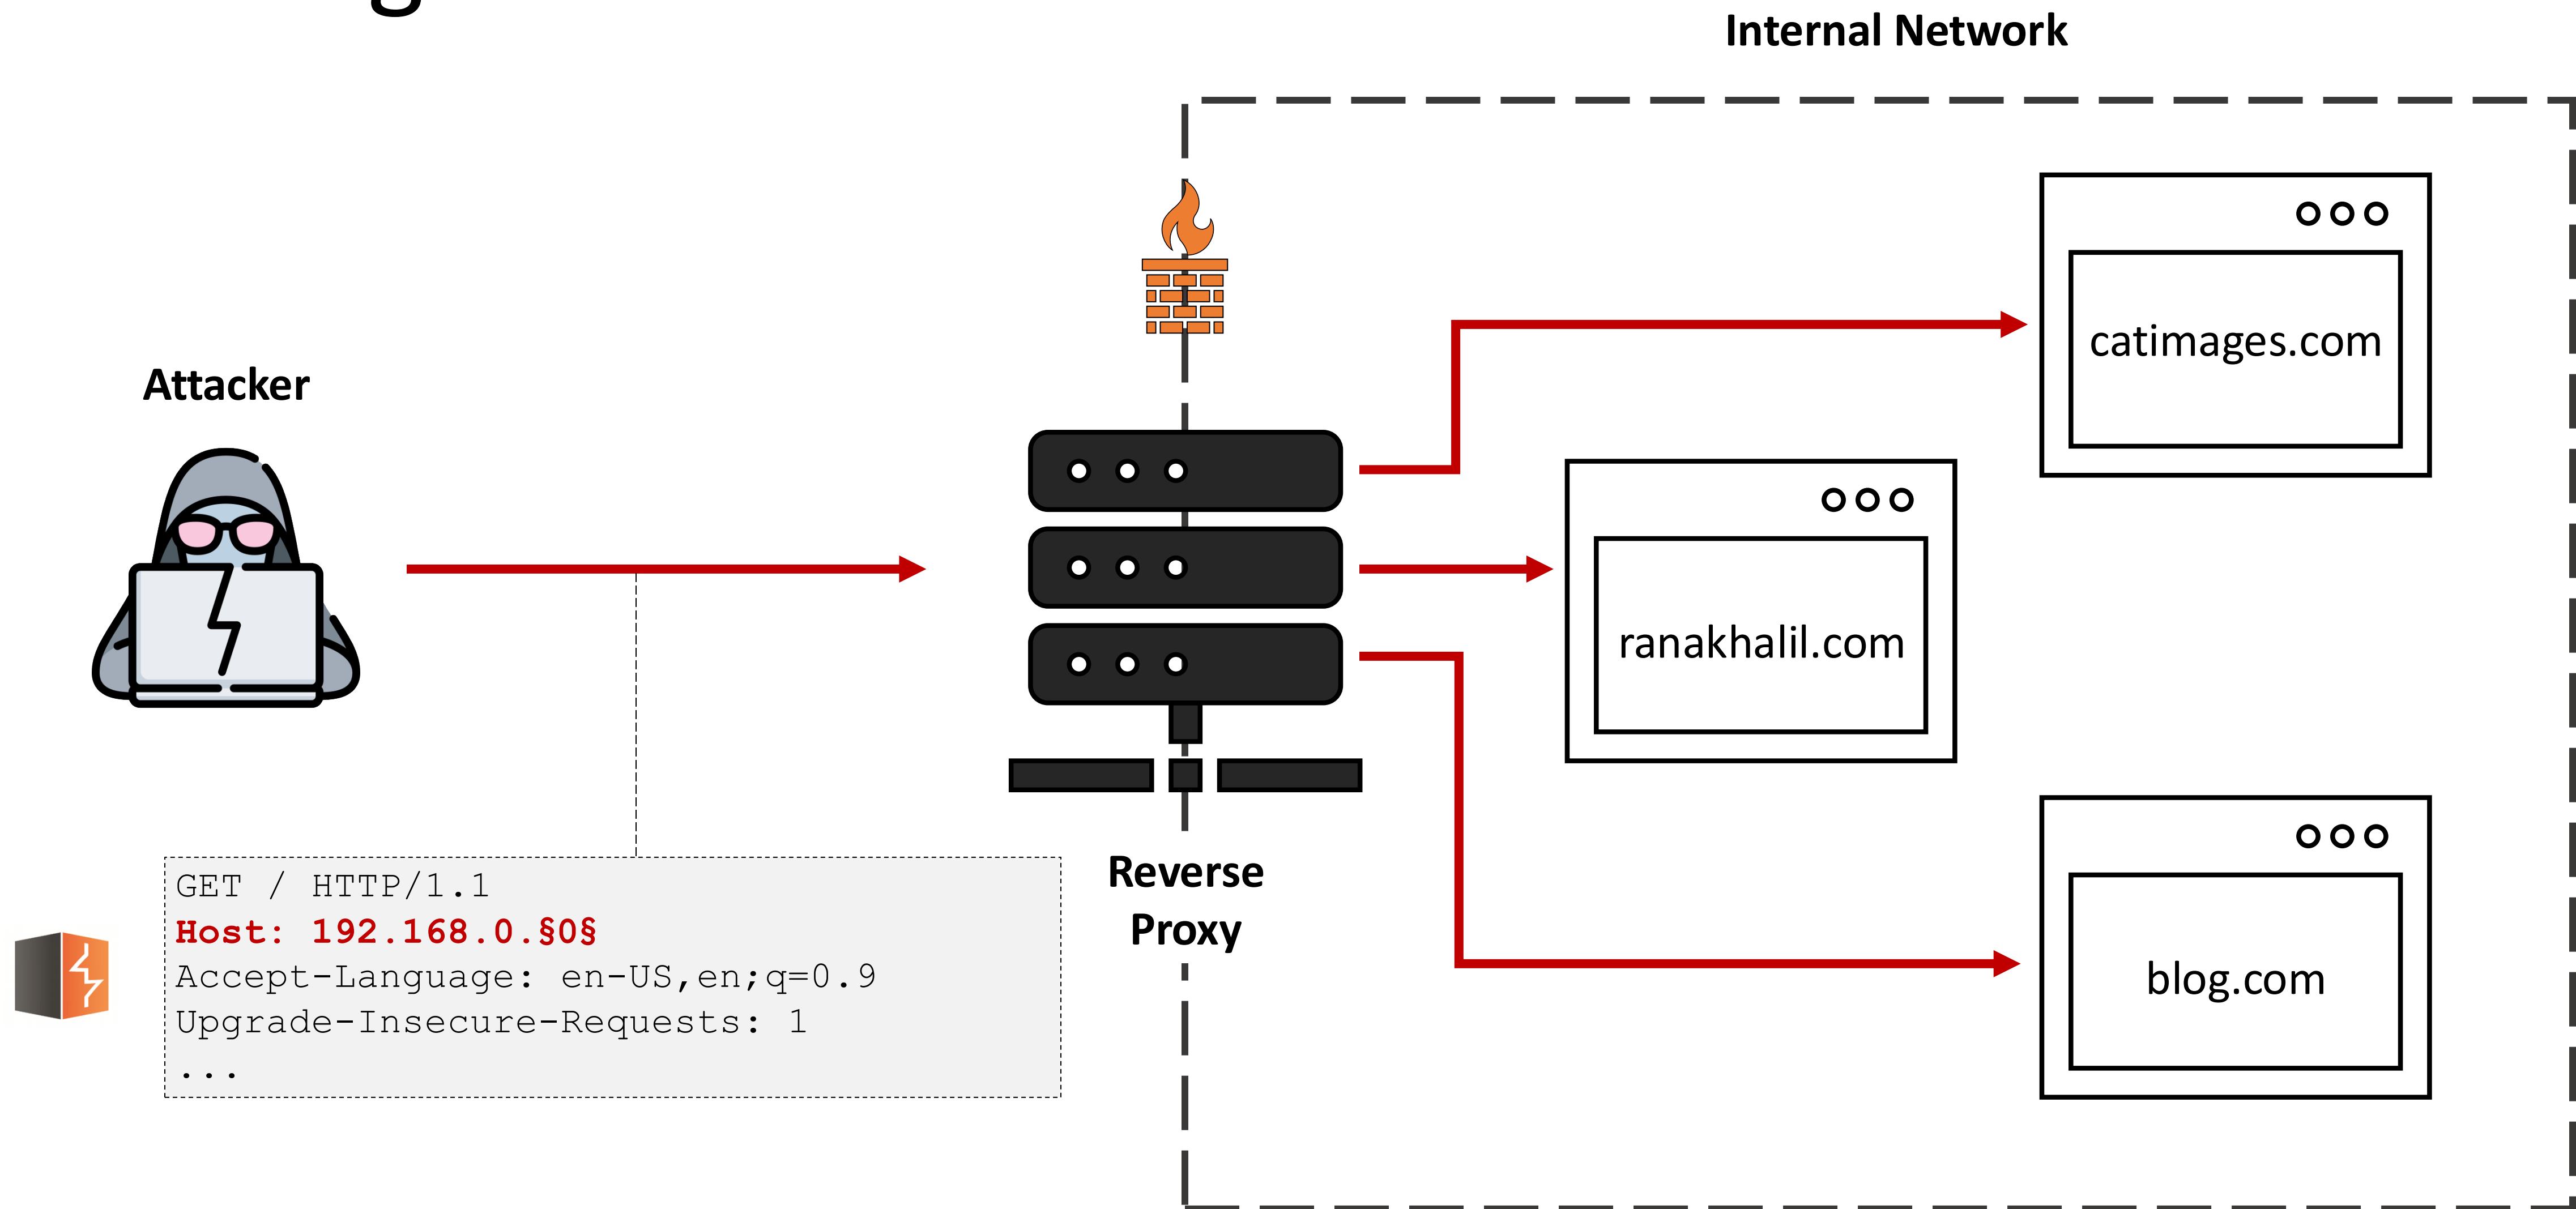 Internal Network
Attacker
catimages.com
ranakhalil.com
Reverse
Proxy
blog.com
GET / HTTP/1.1
Host: 192.168.0.§0§
Accept-Language: en-US,en;q=0.9
Upgrade-Insecure-Requests: 1
...